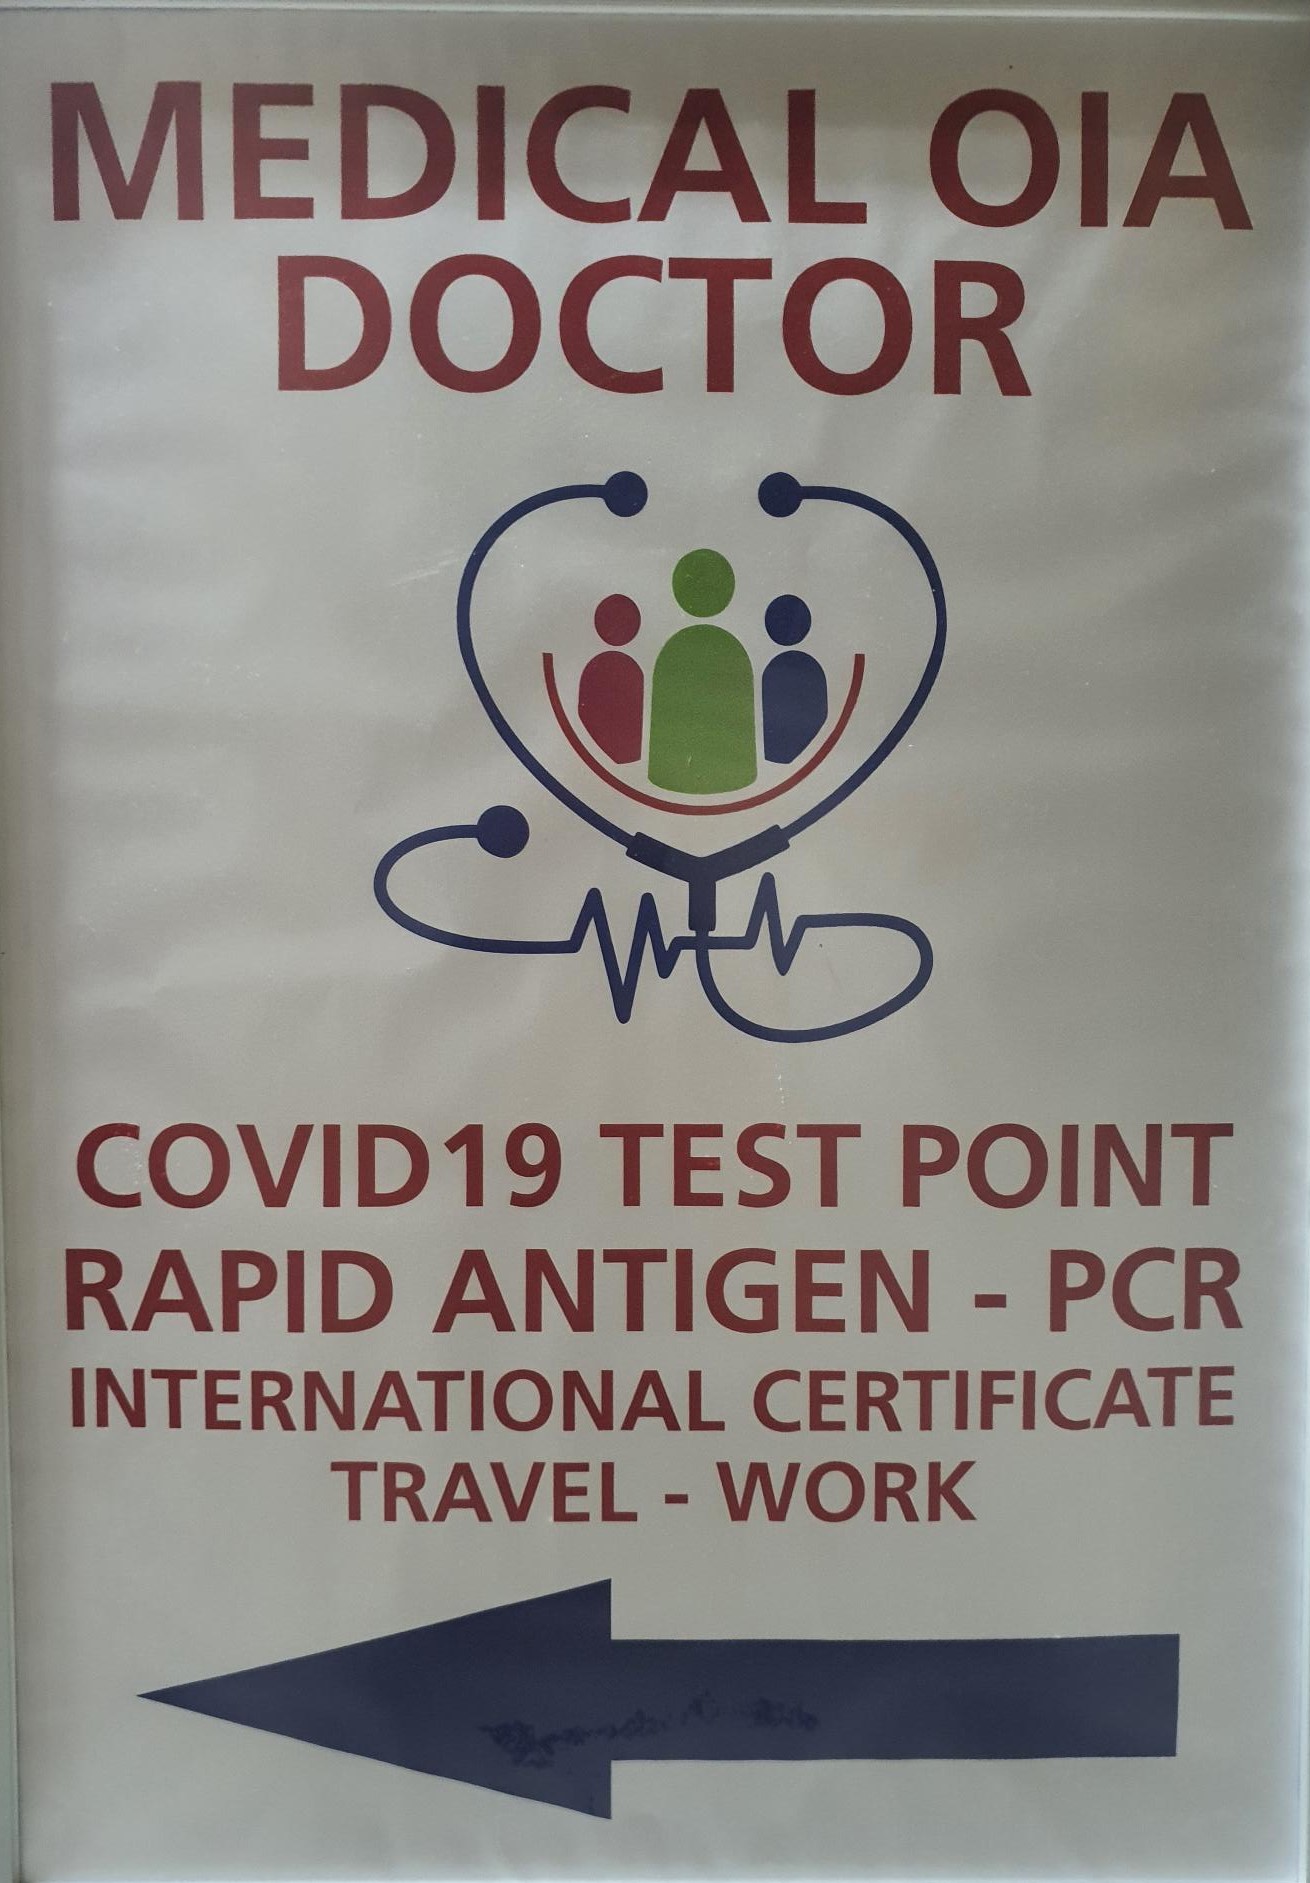 MEDICAL OIA
DOCTOR
COVID19 TEST POINT
RAPID ANTIGEN - PCR
INTERNATIONAL CERTIFICATE
TRAVEL - WORK